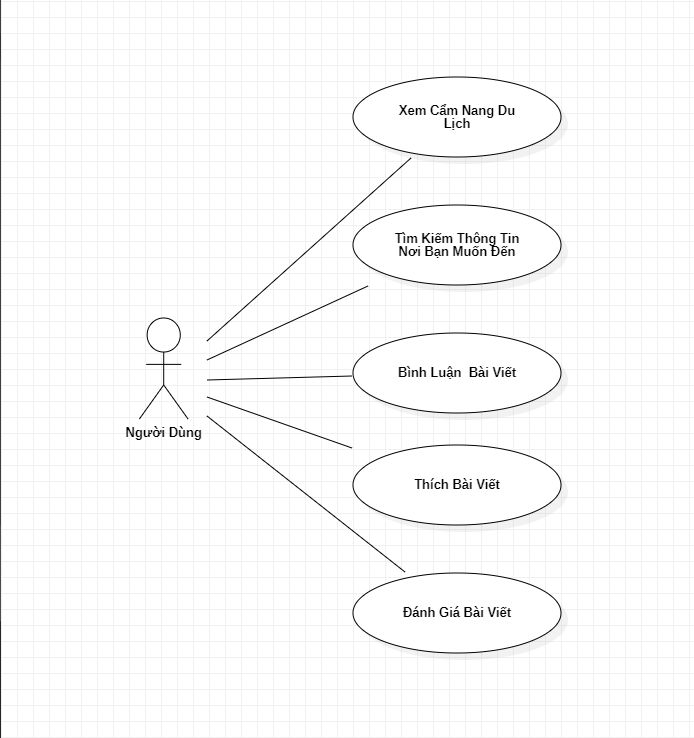 Xem Cẩm Nang Du
Lịch
Tìm Kiếm Thông Tin
Nơi Bạn Muốn Đến
Bình Luận  Bài Viết
Người Dùng
Thích Bài Viết
Đánh Giá Bài Viết